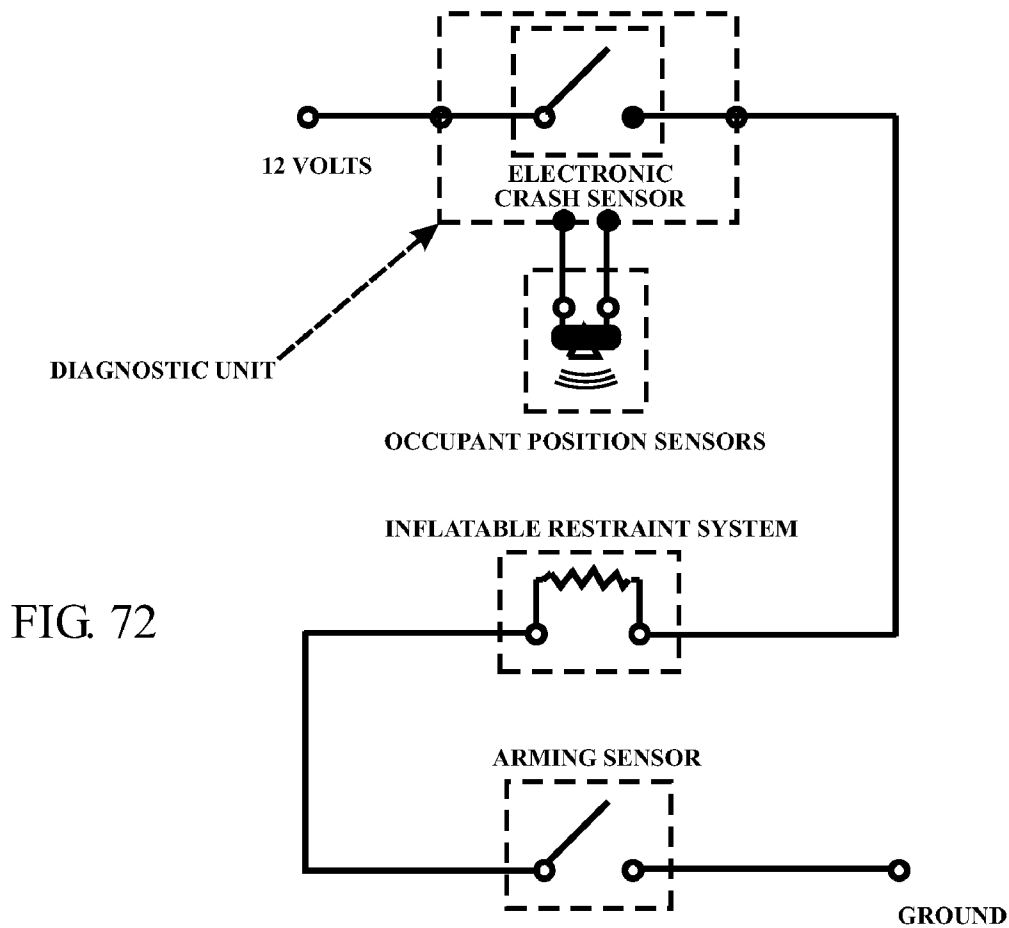 12 VOLTS
ELECTRONIC
CRASH SENSOR
DIAGNOSTIC UNIT
OCCUPANT POSITION SENSORS
INFLATABLE RESTRAINT SYSTEM
FIG. 72
ARMING SENSOR
GROUND